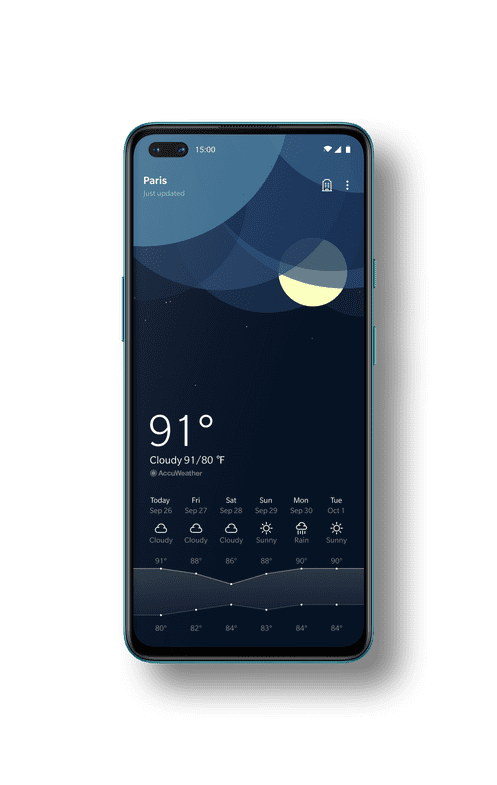 15:00
Paris
Just updated
91°
Cloudy 91/80 °F
AccuWeather
Today Fri Sat Sun Mon Tue
Sep 26 Sep 27 Sep 28 Sep 29 Sep 30 Oct 1
Cloudy Cloudy Cloudy Sunny Rain Sunny
91° 88° 86° 88° 90° 90°
80° 82° 84° 83° 84° 84°